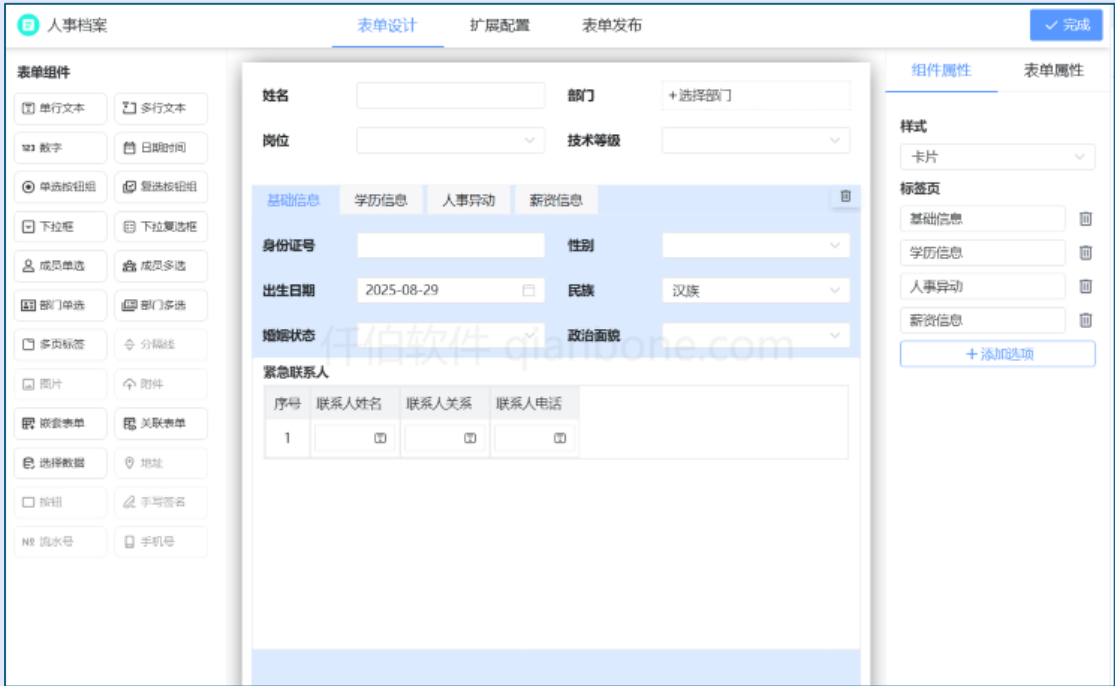 人事档案
表单设计
扩展配置
表单发布
完成
表单组件
单行文本
多行文本
123 数字
日期时间
单选按钮组
复选按钮组
下拉框
下拉复选框
成员单选
成员多选
部门单选
部门多选
多页标签
分隔线
图片
附件
嵌套表单
关联表单
选择数据
地址
按钮
手写签名
流水号
手机号
姓名
部门
+选择部门
岗位
技术等级
基础信息
学历信息
人事异动
薪资信息
身份证号
性别
出生日期
2025-08-29
民族
汉族
婚姻状态
政治面貌
仟伯软件 qianbone.com
紧急联系人
序号 联系人姓名 联系人关系 联系人电话
1
组件属性
表单属性
样式
卡片
标签页
基础信息
学历信息
人事异动
薪资信息
+添加选项